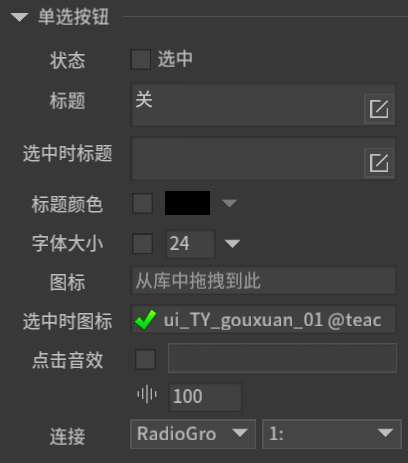 单选按钮
状态 选中
标题 关
选中时标题
标题颜色
字体大小 24
图标 从库中拖拽到此
选中时图标 ui_TY_gouxuan_01 @teac
点击音效
100
连接 RadioGro 1: